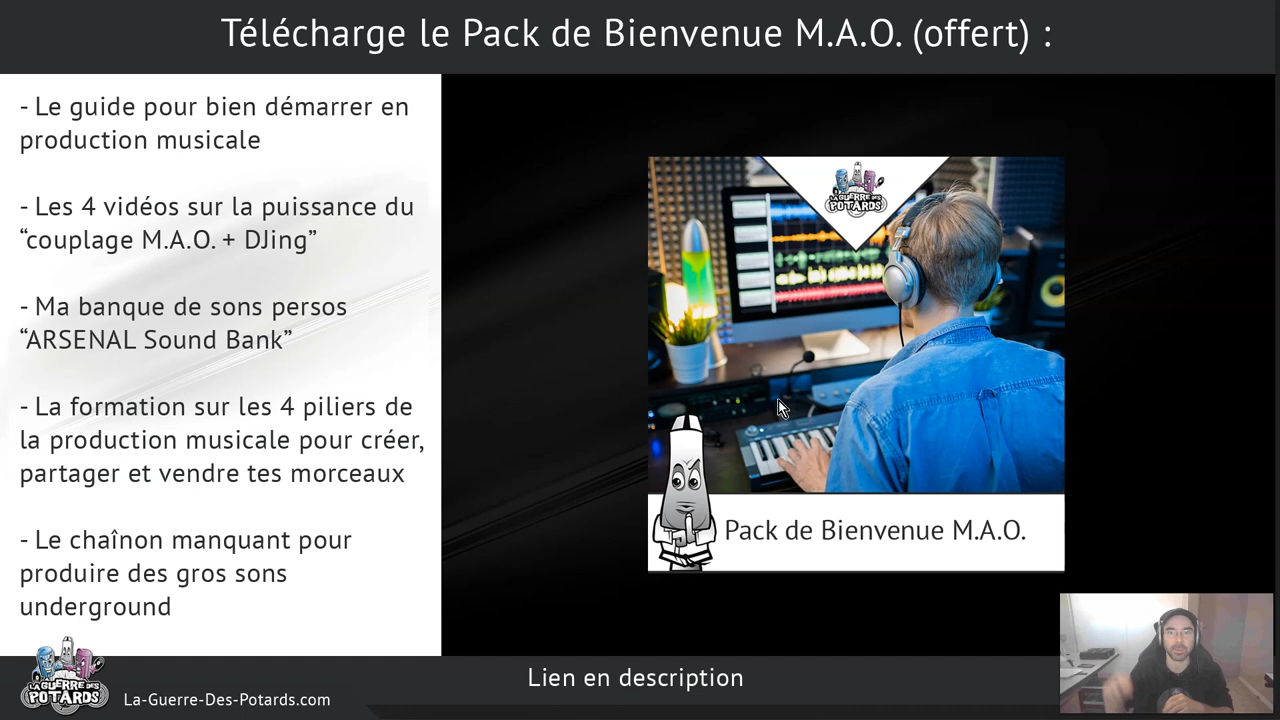 Télécharge le Pack de Bienvenue M.A.O. (offert) :
- Le guide pour bien démarrer en
production musicale
- Les 4 vidéos sur la puissance du
“couplage M.A.O. + DJing”
- Ma banque de sons persos
“ARSENAL Sound Bank”
- La formation sur les 4 piliers de
la production musicale pour créer,
partager et vendre tes morceaux
- Le chaînon manquant pour
produire des gros sons
underground
LA GUERRE DES
POTARDS
Pack de Bienvenue M.A.O.
LA GUERRE DES
POTARDS
La-Guerre-Des-Potards.com
Lien en description